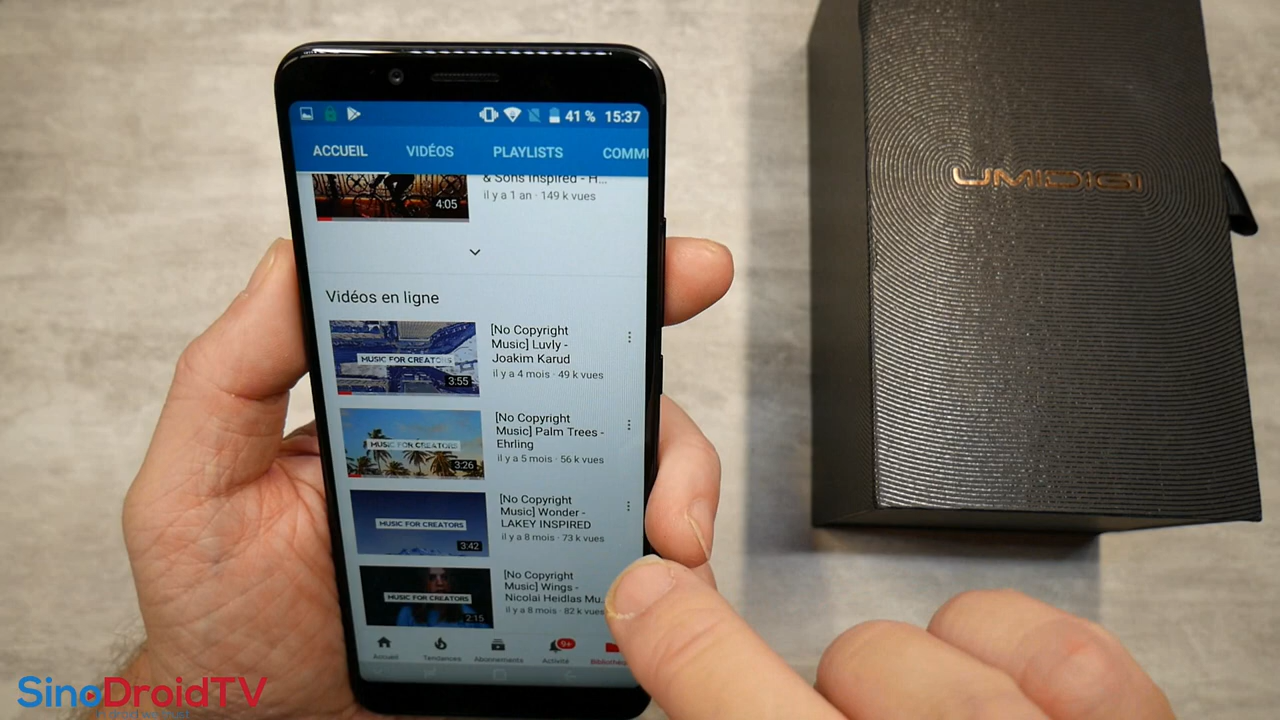 41 % 15:37
ACCUEIL VIDÉOS PLAYLISTS COMMU
& Sons Inspired - H...
il y a 1 an · 149 k vues
4:05
Vidéos en ligne
MUSIC FOR CREATORS
3:55
[No Copyright
Music] Luvly -
Joakim Karud
il y a 4 mois · 49 k vues
MUSIC FOR CREATORS
3:26
[No Copyright
Music] Palm Trees -
Ehrling
il y a 5 mois · 56 k vues
MUSIC FOR CREATORS
3:42
[No Copyright
Music] Wonder -
LAKEY INSPIRED
il y a 8 mois · 73 k vues
MUSIC FOR CREATORS
2:15
[No Copyright
Music] Wings -
Nicolai Heidlas Mu...
il y a 8 mois · 82 k vues
Accueil Tendances Abonnements Activité 9+
UMIDIGI
SinoDroidTV